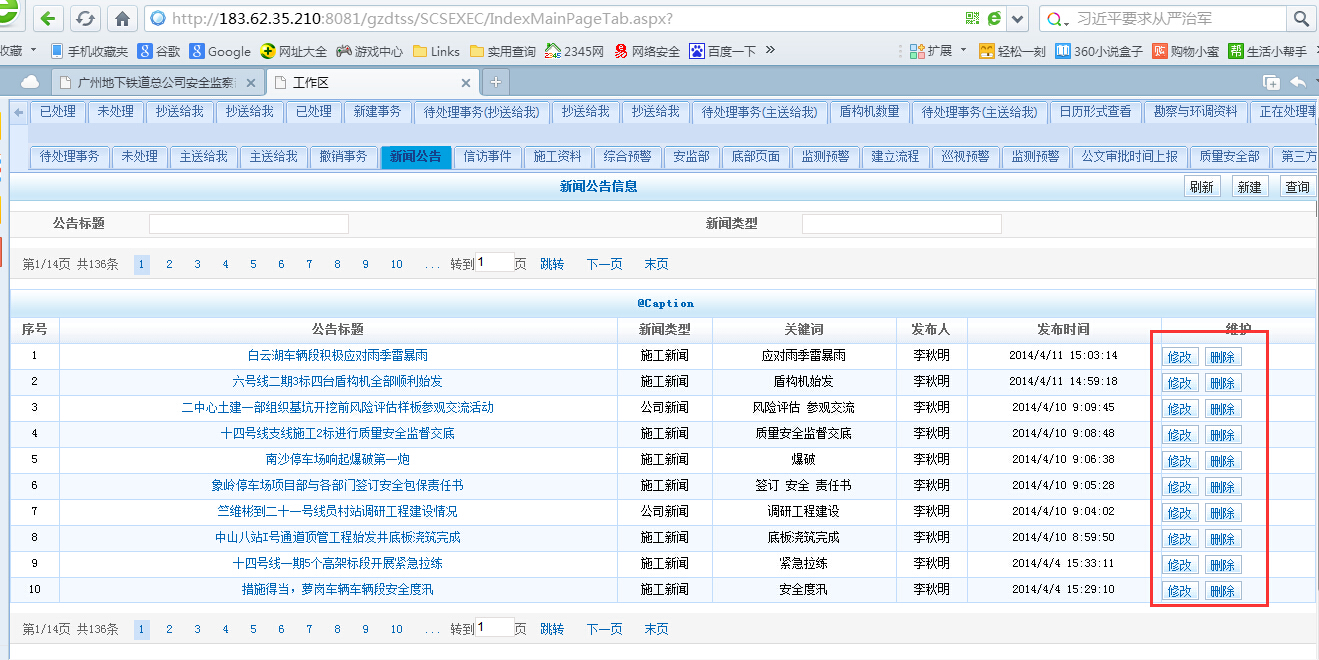 http://183.62.35.210:8081/gzdtss/SCSEXEC/IndexMainPageTab.aspx? 习近平要求从严治军
收藏 手机收藏夹 谷歌 Google 网址大全 游戏中心 Links 实用查询 2345网 网络安全 百度一下 » 扩展 轻松一刻 360小说盒子 购物小蜜 生活小帮手
广州地下铁道总公司安全监察 工作区
已处理 未处理 抄送给我 抄送给我 已处理 新建事务 待处理事务(抄送给我) 抄送给我 抄送给我 待处理事务(主送给我) 盾构机数量 待处理事务(主送给我) 日历形式查看 勘察与环调资料 正在处理事
待处理事务 未处理 主送给我 主送给我 撤销事务 新闻公告 信访事件 施工资料 综合预警 安监部 底部页面 监测预警 建立流程 巡视预警 监测预警 公文审批时间上报 质量安全部 第三方
新闻公告信息 刷新 新建 查询
公告标题 新闻类型
第1/14页 共136条 1 2 3 4 5 6 7 8 9 10 ... 转到 1 页 跳转 下一页 末页
@Caption
序号 公告标题 新闻类型 关键词 发布人 发布时间 维护
1 白云湖车辆段积极应对雨季雷暴雨 施工新闻 应对雨季雷暴雨 李秋明 2014/4/11 15:03:14 修改 删除
2 六号线二期3标四台盾构机全部顺利始发 施工新闻 盾构机始发 李秋明 2014/4/11 14:59:18 修改 删除
3 二中心土建一部组织基坑开挖前风险评估样板参观交流活动 公司新闻 风险评估 参观交流 李秋明 2014/4/10 9:09:45 修改 删除
4 十四号线支线施工2标进行质量安全监督交底 施工新闻 质量安全监督交底 李秋明 2014/4/10 9:08:48 修改 删除
5 南沙停车场响起爆破第一炮 施工新闻 爆破 李秋明 2014/4/10 9:06:38 修改 删除
6 象岭停车场项目部与各部门签订安全包保责任书 施工新闻 签订 安全 责任书 李秋明 2014/4/10 9:05:28 修改 删除
7 竺维彬到二十一号线员村站调研工程建设情况 公司新闻 调研工程建设 李秋明 2014/4/10 9:04:02 修改 删除
8 中山八站I号通道顶管工程始发井底板浇筑完成 施工新闻 底板浇筑完成 李秋明 2014/4/10 8:59:50 修改 删除
9 十四号线一期5个高架标段开展紧急拉练 施工新闻 紧急拉练 李秋明 2014/4/4 15:33:11 修改 删除
10 措施得当，萝岗车辆车辆段安全度汛 施工新闻 安全度汛 李秋明 2014/4/4 15:29:10 修改 删除
第1/14页 共136条 1 2 3 4 5 6 7 8 9 10 ... 转到 1 页 跳转 下一页 末页